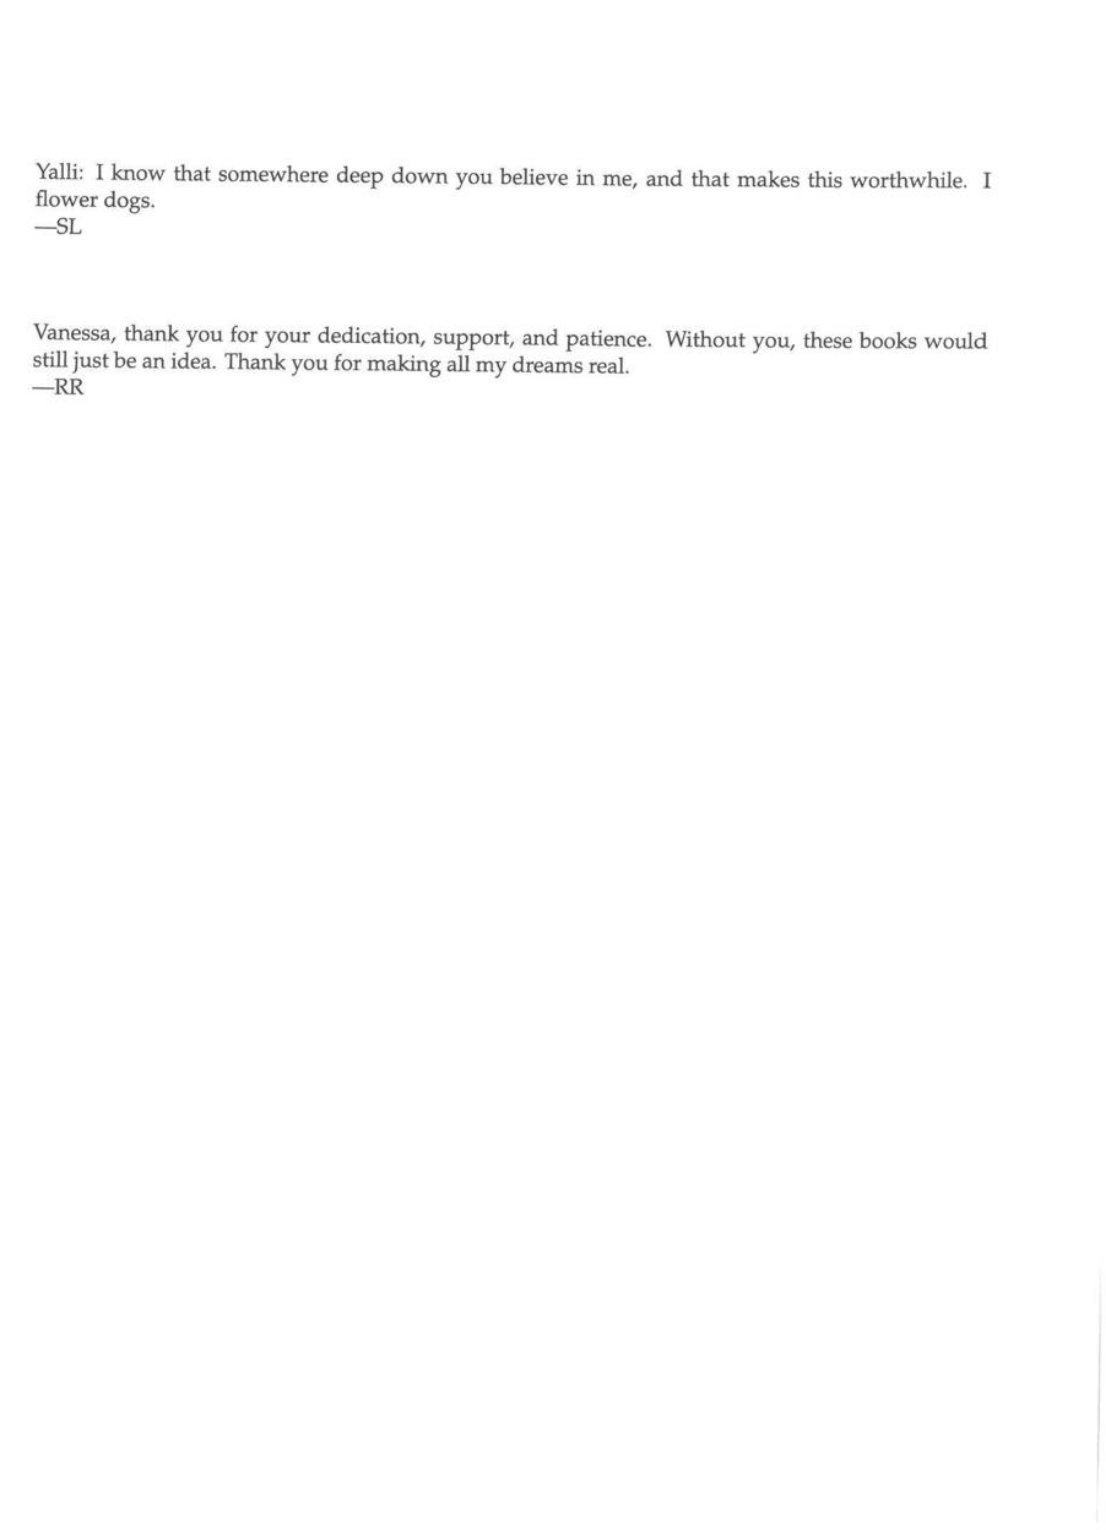 Yalli: I know that somewhere deep down you believe in me, and that makes this worthwhile. I
flower dogs.
—SL
Vanessa, thank you for your dedication, support, and patience. Without you, these books would
still just be an idea. Thank you for making all my dreams real.
—RR